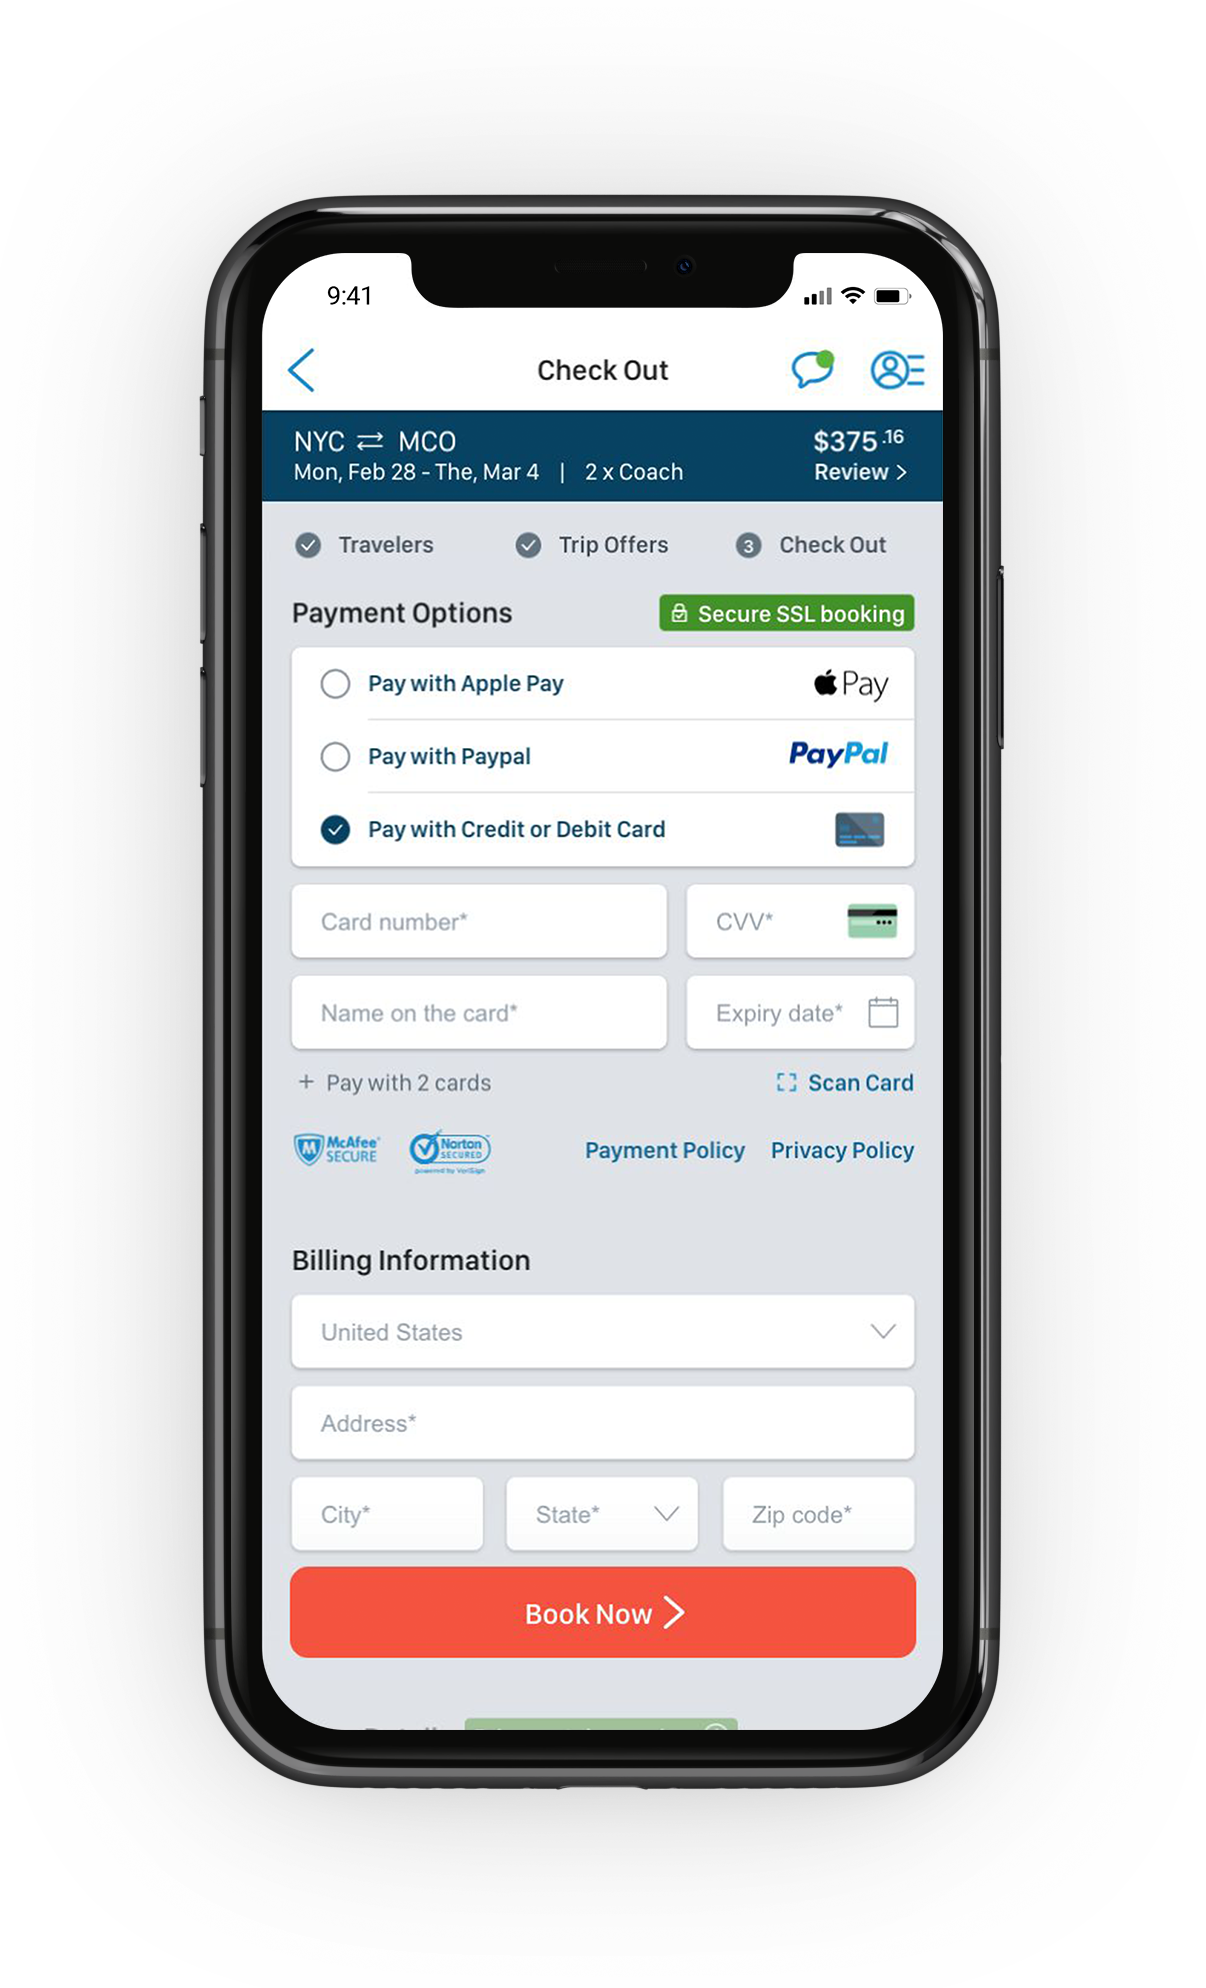 9:41
Check Out
NYC ⇄ MCO $375.16
Mon, Feb 28 - The, Mar 4 | 2 x Coach Review >
Travelers Trip Offers 3 Check Out
Payment Options Secure SSL booking
Pay with Apple Pay Pay
Pay with Paypal PayPal
Pay with Credit or Debit Card
Card number* CVV*
Name on the card* Expiry date*
+ Pay with 2 cards Scan Card
McAfee SECURE Norton SECURED powered by VeriSign Payment Policy Privacy Policy
Billing Information
United States
Address*
City* State* Zip code*
Book Now >